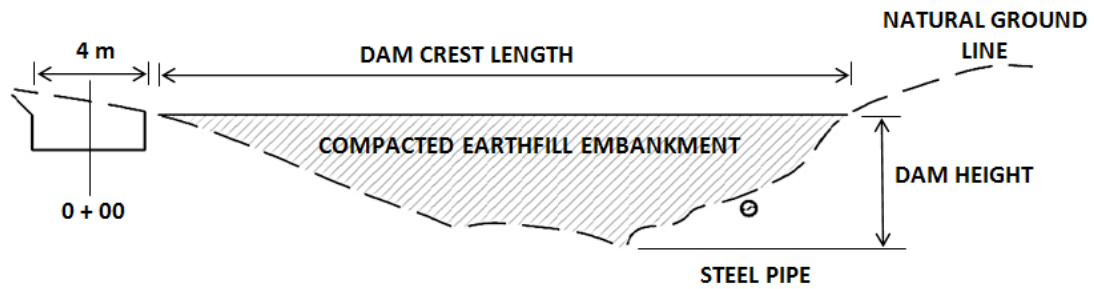 NATURAL GROUND
LINE
4 m
DAM CREST LENGTH
COMPACTED EARTHFILL EMBANKMENT
DAM HEIGHT
0 + 00
STEEL PIPE